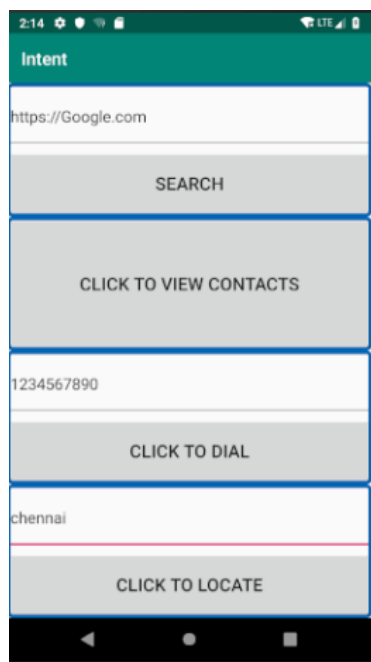 2:14 LTE
Intent
https://Google.com
SEARCH
CLICK TO VIEW CONTACTS
1234567890
CLICK TO DIAL
chennai
CLICK TO LOCATE